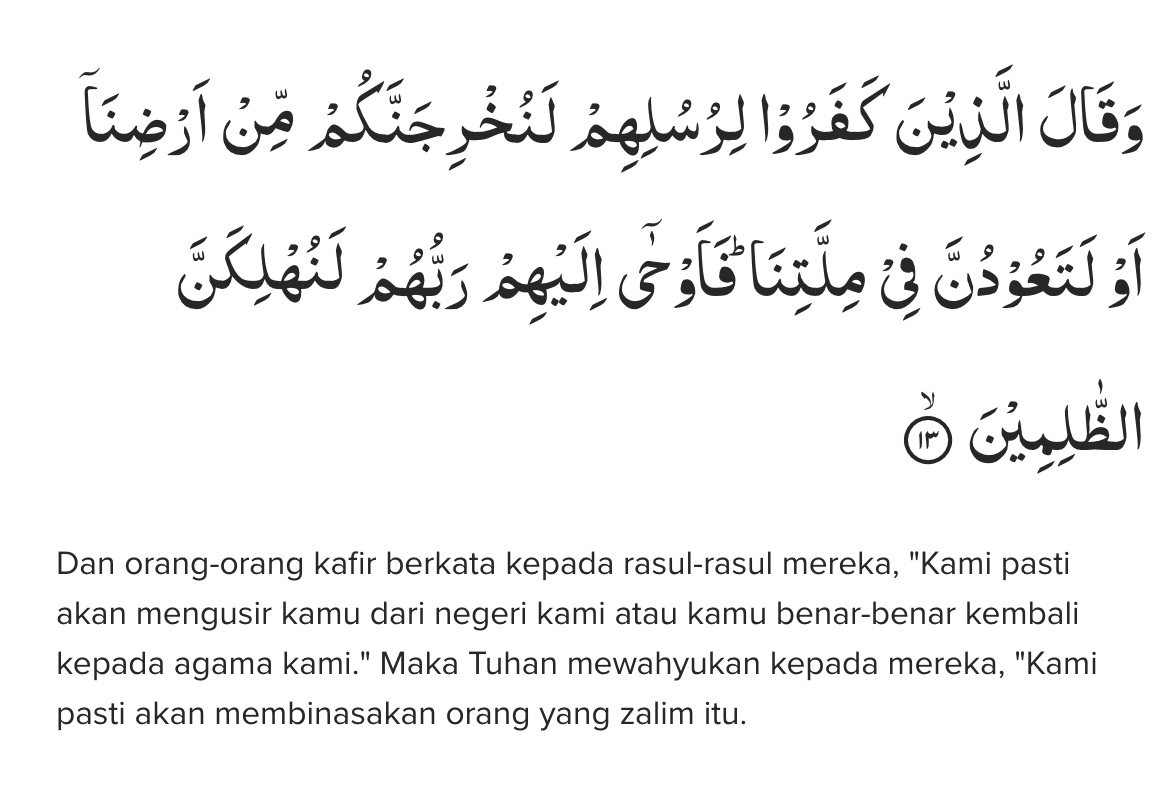 وَقَالَ الَّذِيْنَ كَفَرُوْا لِرُسُلِهِمْ لَنُخْرِجَنَّكُمْ مِّنْ اَرْضِنَآ
اَوْ لَتَعُوْدُنَّ فِيْ مِلَّتِنَاۗ فَاَوْحٰٓى اِلَيْهِمْ رَبُّهُمْ لَنُهْلِكَنَّ
الظّٰلِمِيْنَ ۙ ١٣
Dan orang-orang kafir berkata kepada rasul-rasul mereka, "Kami pasti
akan mengusir kamu dari negeri kami atau kamu benar-benar kembali
kepada agama kami." Maka Tuhan mewahyukan kepada mereka, "Kami
pasti akan membinasakan orang yang zalim itu.